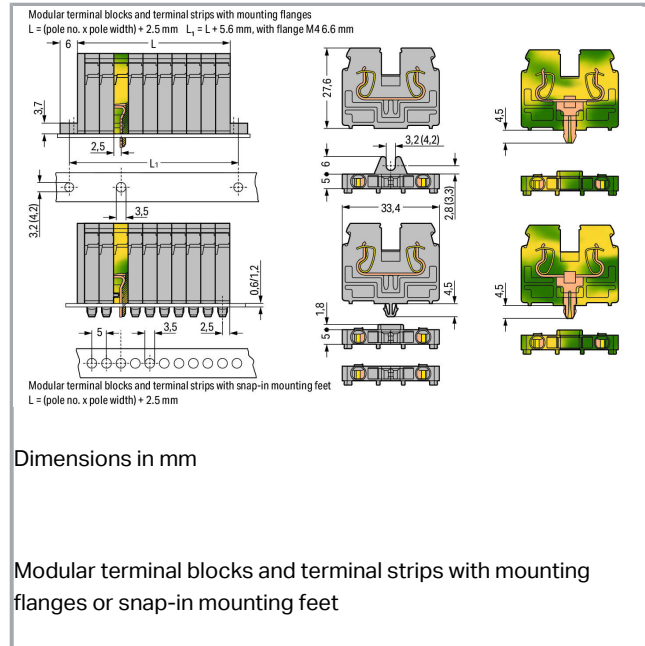 Modular terminal blocks and terminal strips with mounting flanges
L = (pole no. x pole width) + 2.5 mm L₁ = L + 5.6 mm, with flange M4 6.6 mm
6
L
3,7
2,5
L₁
3,2 (4,2)
3,5
0,6/1,2
5
3,5
2,5
27,6
3,2 (4,2)
6
5
2,8 (3,3)
33,4
4,5
1,8
5
4,5
4,5
Modular terminal blocks and terminal strips with snap-in mounting feet
L = (pole no. x pole width) + 2.5 mm
Dimensions in mm
Modular terminal blocks and terminal strips with mounting
flanges or snap-in mounting feet